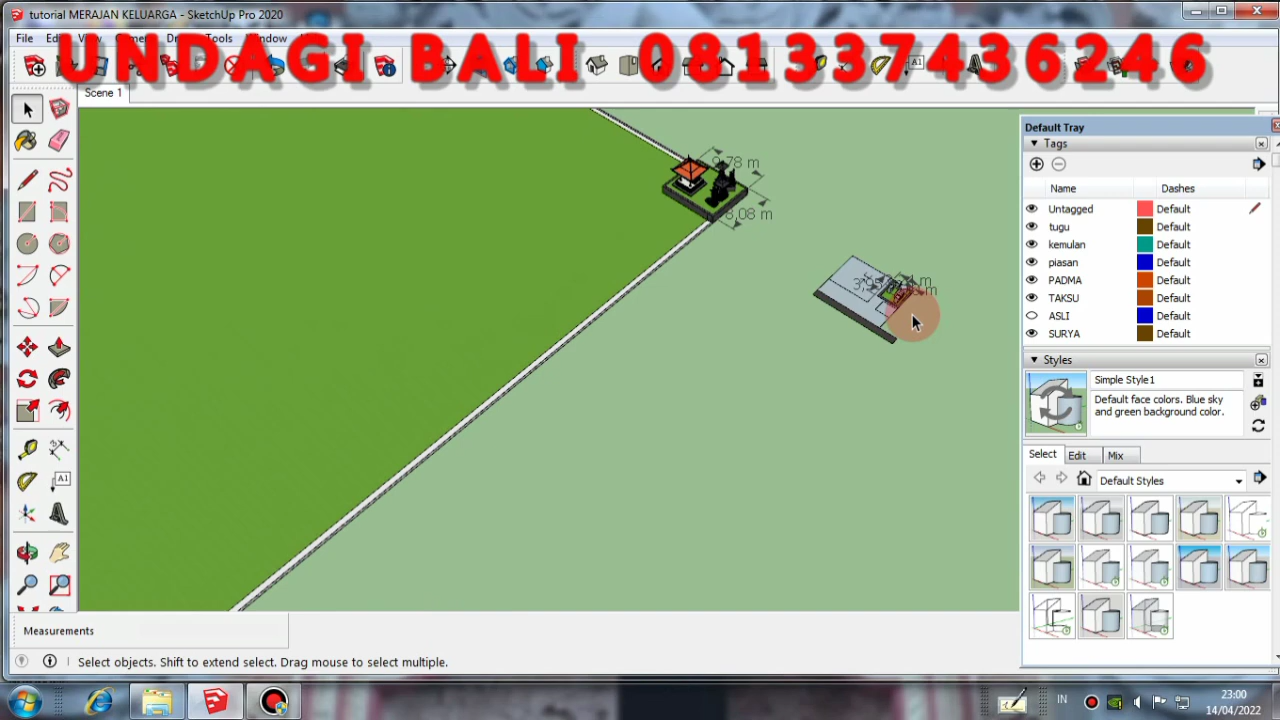 tutorial MERAJAN KELUARGA - SketchUp Pro 2020
File
Tools Window
UNDAGI BALI 081337436246
Scene 1
9,78 m
8,08 m
Default Tray
Tags
Name Dashes
Untagged Default
tugu Default
kemulan Default
piasan Default
PADMA Default
TAKSU Default
ASLI Default
SURYA Default
Styles
Simple Style1
Default face colors. Blue sky
and green background color.
Select Edit Mix
Default Styles
A1
Measurements
Select objects. Shift to extend select. Drag mouse to select multiple.
IN
23:00
14/04/2022